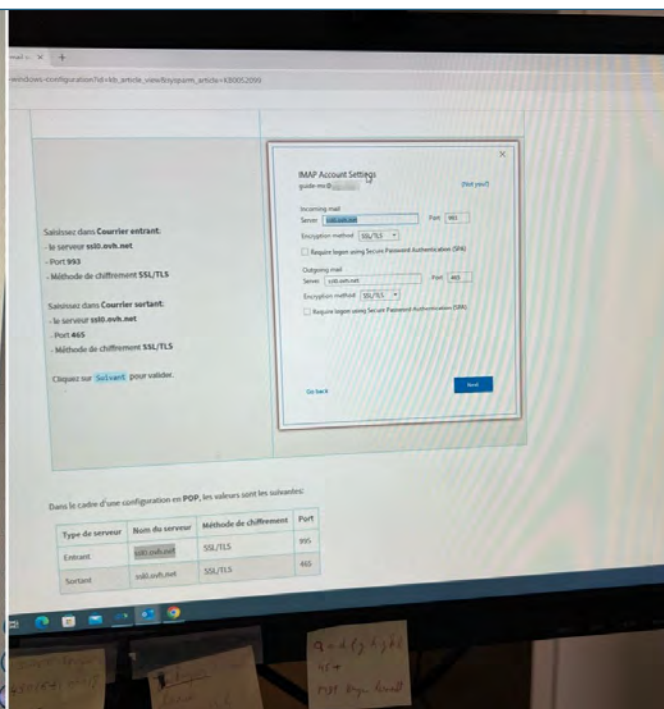 -windows-configuration?id=kb_article_view&sysparm_article=KB0052099
Saisissez dans Courrier entrant:
- le serveur ssl0.ovh.net
- Port 993
- Méthode de chiffrement SSL/TLS
Saisissez dans Courrier sortant:
- le serveur ssl0.ovh.net
- Port 465
- Méthode de chiffrement SSL/TLS
Cliquez sur Suivant pour valider.
IMAP Account Settings
guide-mx@
(Not you?)
Incoming mail
Server ssl0.ovh.net Port 993
Encryption method SSL/TLS
Require logon using Secure Password Authentication (SPA)
Outgoing mail
Server ssl0.ovh.net Port 465
Encryption method SSL/TLS
Require logon using Secure Password Authentication (SPA)
Go back
Next
Dans le cadre d'une configuration en POP, les valeurs sont les suivantes:
Type de serveur Nom du serveur Méthode de chiffrement Port
Entrant ssl0.ovh.net SSL/TLS 995
Sortant ssl0.ovh.net SSL/TLS 465